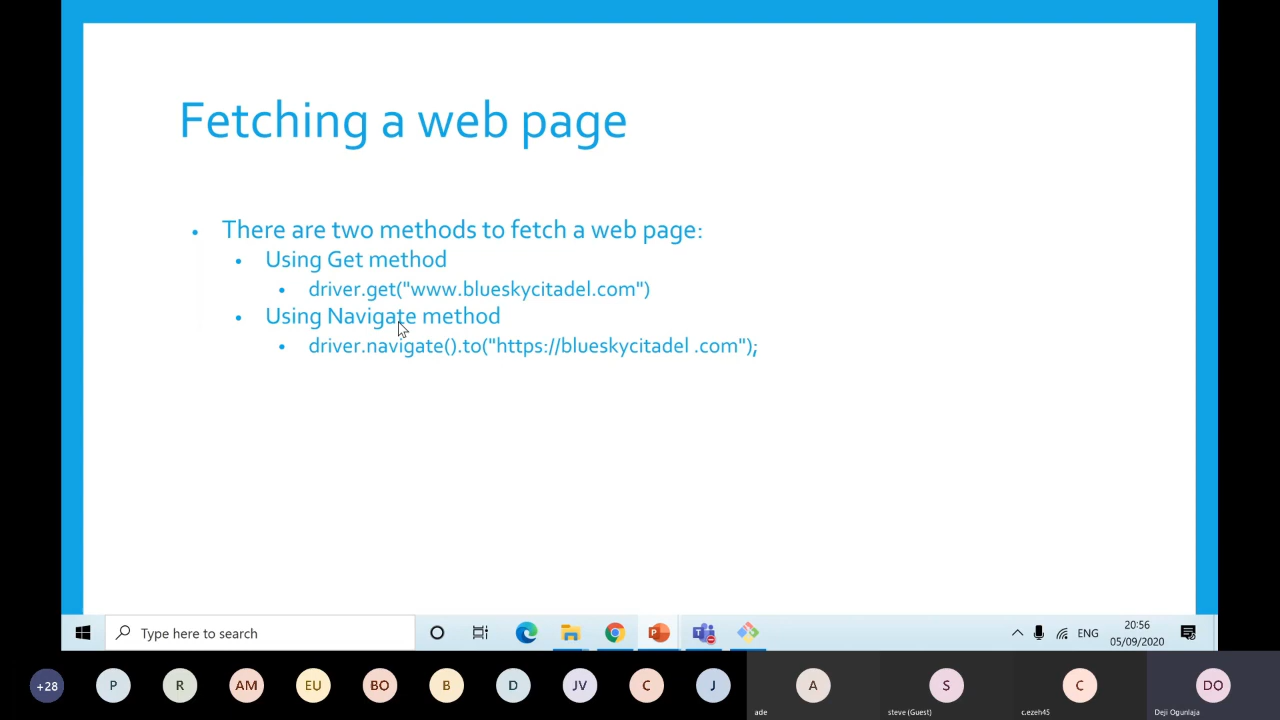 Fetching a web page
• There are two methods to fetch a web page:
• Using Get method
• driver.get("www.blueskycitadel.com")
• Using Navigate method
• driver.navigate().to("https://blueskycitadel .com");
Type here to search
ENG
20:56
05/09/2020
+28
P
R
AM
EU
BO
B
D
JV
C
J
A
ade
S
steve (Guest)
C
c.ezeh45
DO
Deji Ogunlaja